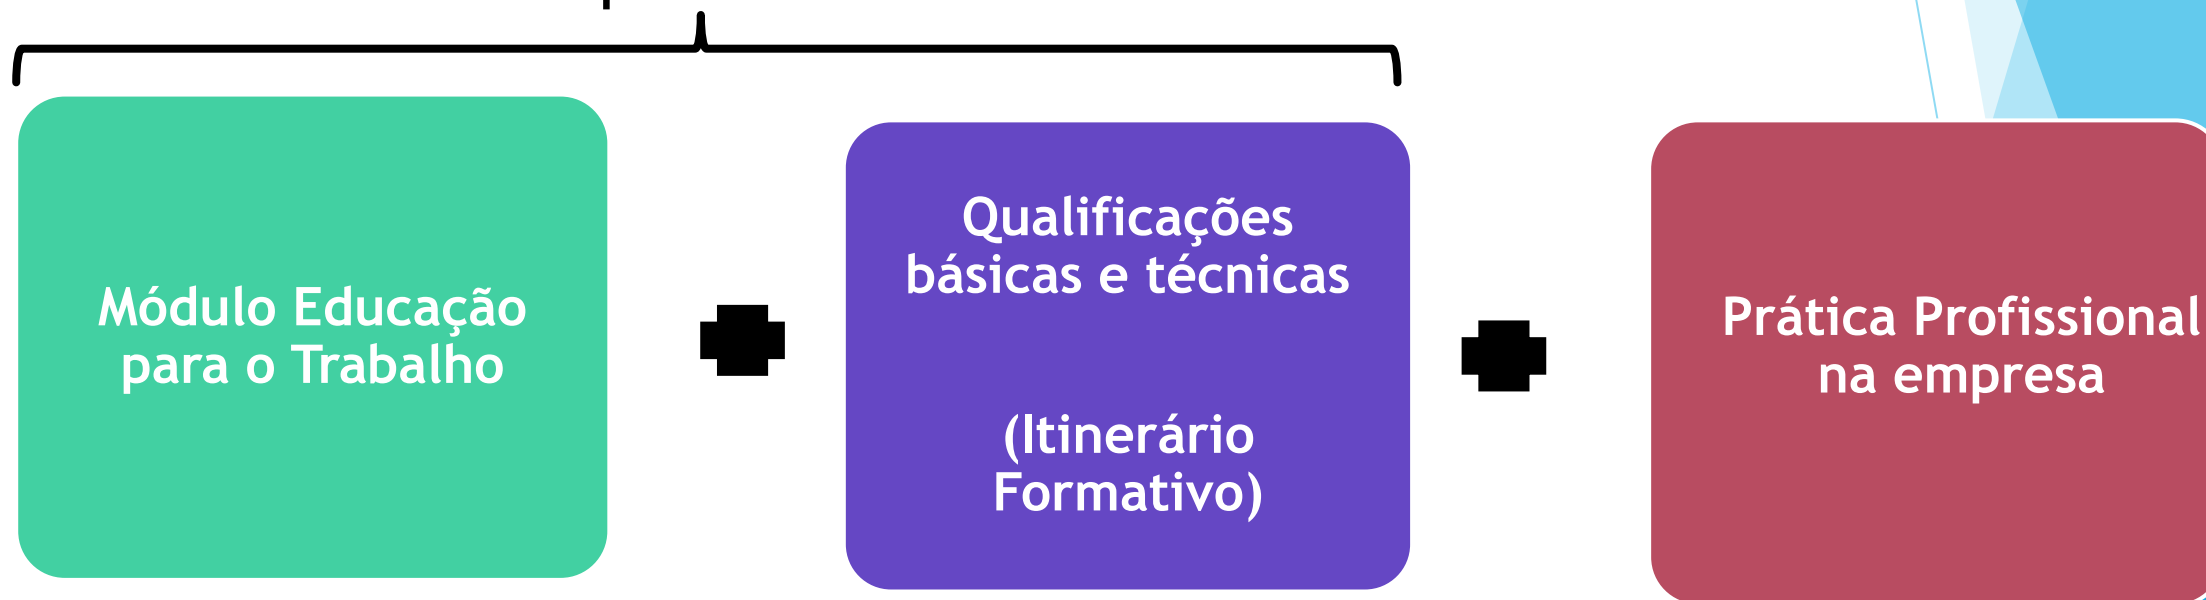 Módulo Educação
para o Trabalho
Qualificações
básicas e técnicas
(Itinerário
Formativo)
Prática Profissional
na empresa